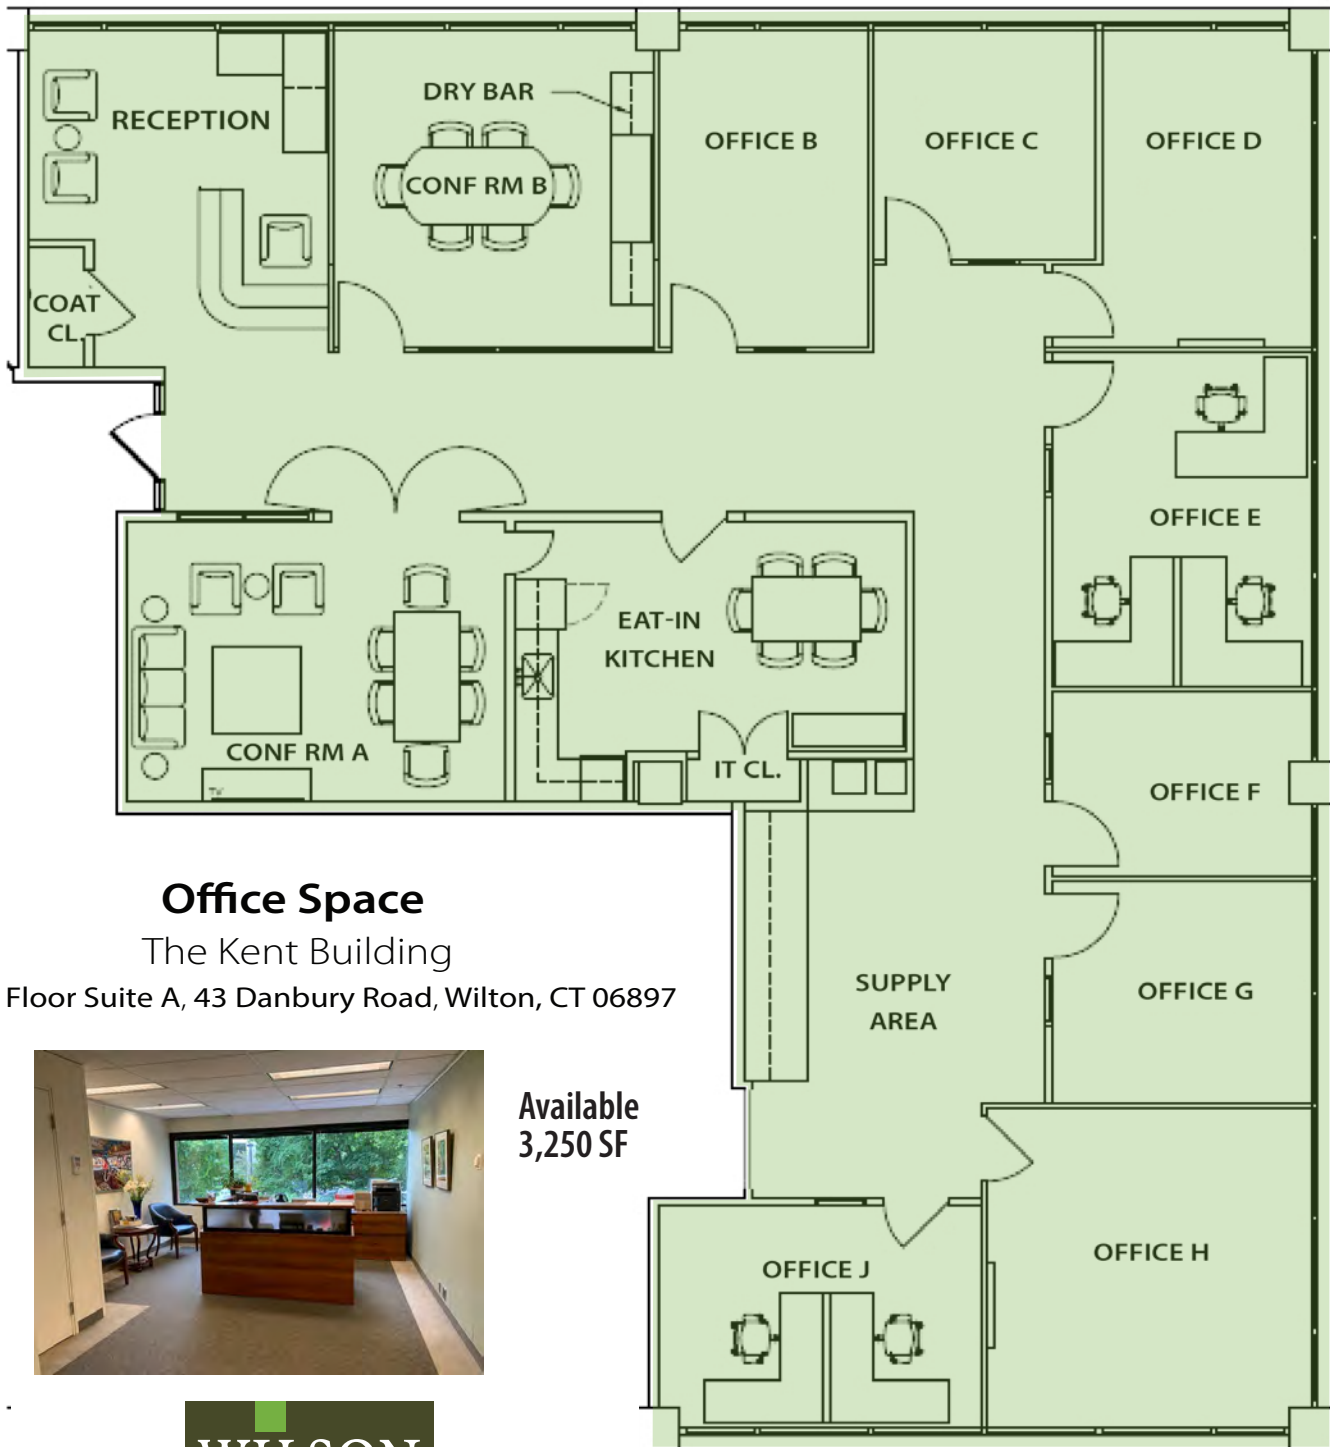 RECEPTION
DRY BAR
CONF RM B
OFFICE B
OFFICE C
OFFICE D
COAT
CL.
OFFICE E
EAT-IN
KITCHEN
CONF RM A
TV
IT CL.
OFFICE F
Office Space
The Kent Building
Floor Suite A, 43 Danbury Road, Wilton, CT 06897
SUPPLY
AREA
OFFICE G
Available
3,250 SF
OFFICE H
OFFICE J